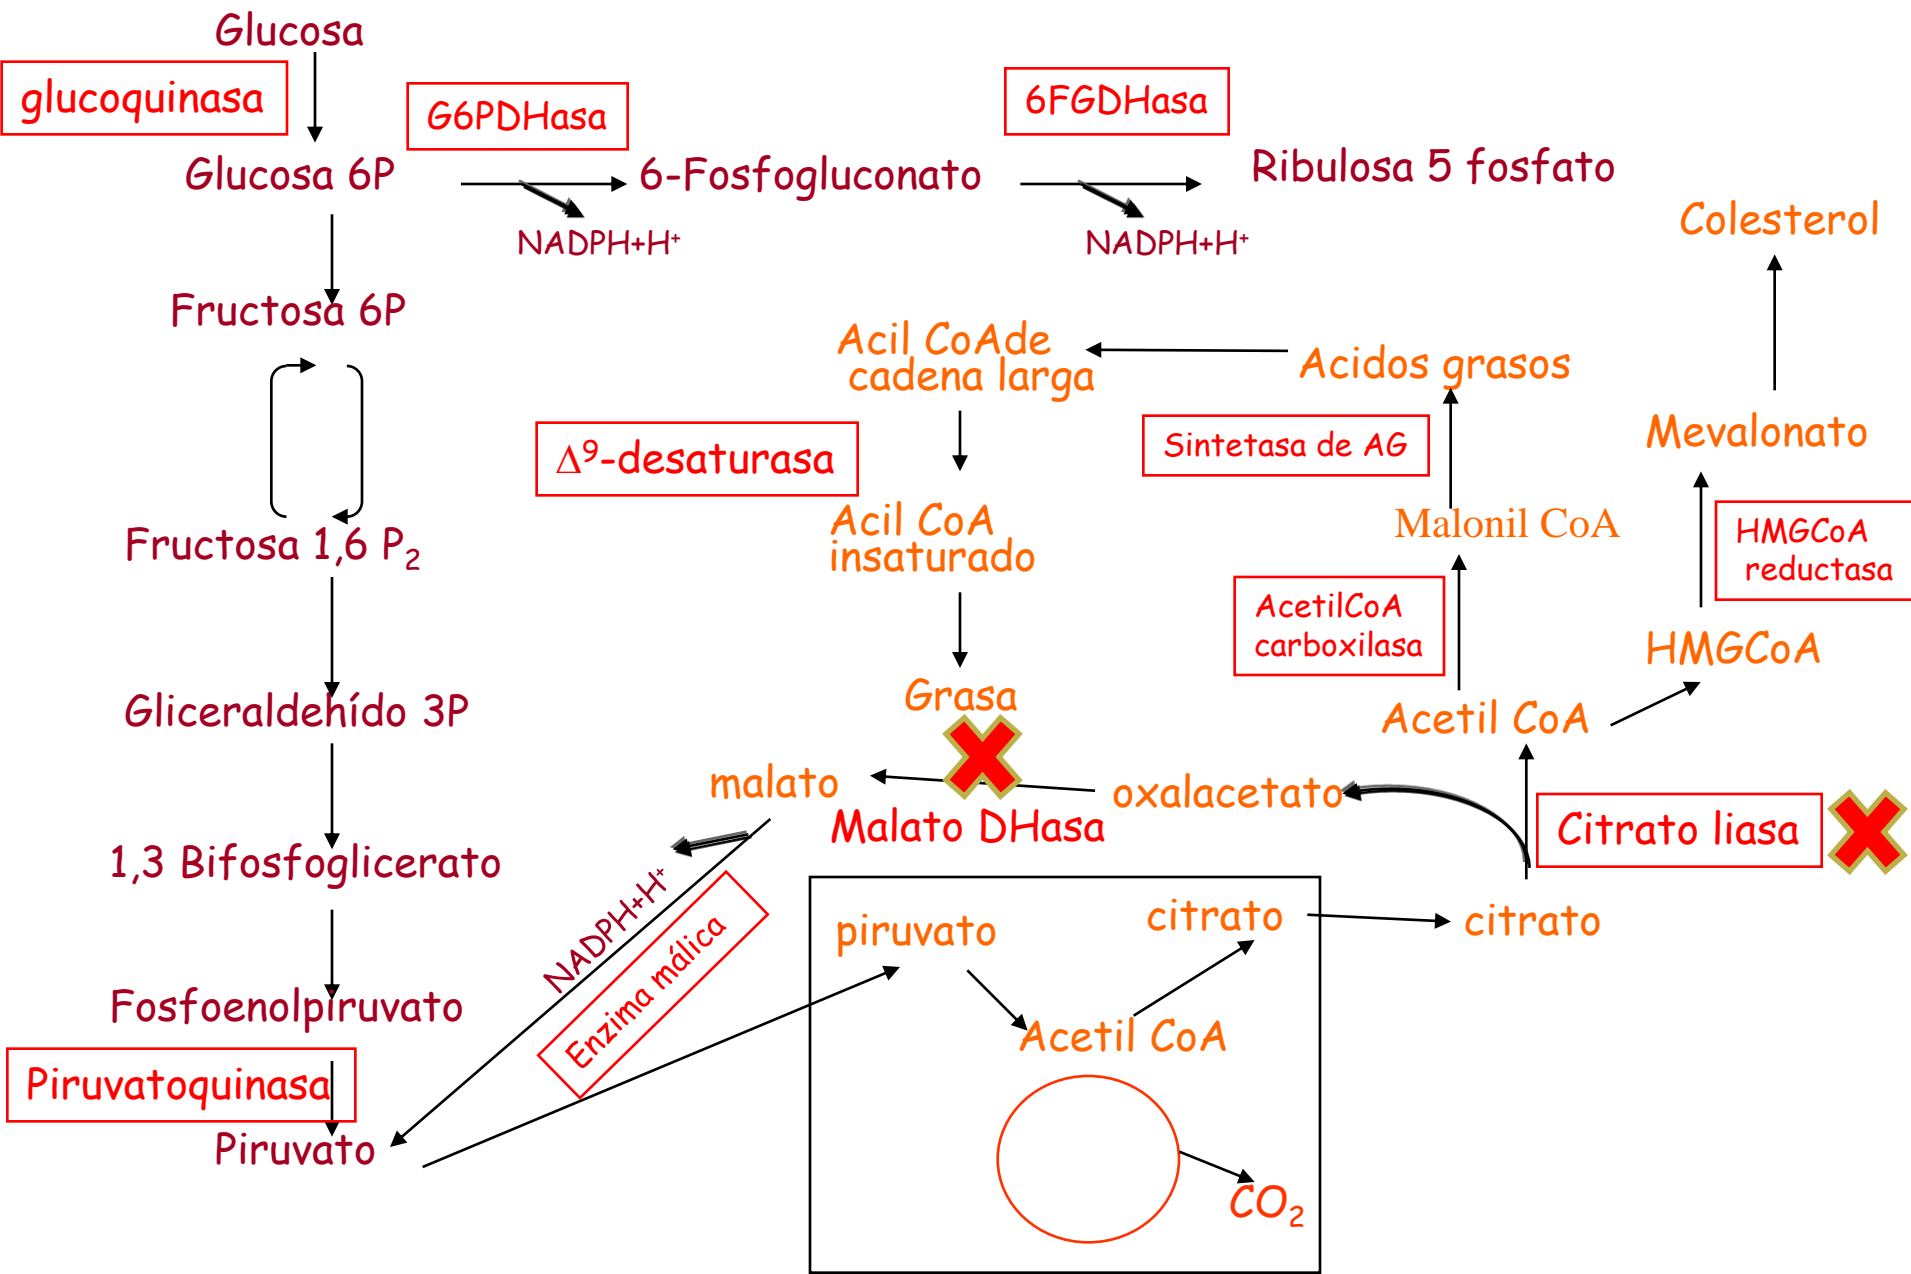 Glucosa
glucoquinasa
G6PDHasa
6FGDHasa
Glucosa 6P
6-Fosfogluconato
Ribulosa 5 fosfato
NADPH+H⁺
NADPH+H⁺
Colesterol
Fructosa 6P
Acil CoAde
cadena larga
Acidos grasos
Δ⁹-desaturasa
Sintetasa de AG
Mevalonato
Acil CoA
insaturado
Malonil CoA
HMGCoA
reductasa
Fructosa 1,6 P₂
AcetilCoA
carboxilasa
HMGCoA
Grasa
Gliceraldehído 3P
Acetil CoA
malato
oxalacetato
Malato DHasa
Citrato liasa
1,3 Bifosfoglicerato
NADPH+H⁺
Enzima málica
piruvato
citrato
citrato
Fosfoenolpiruvato
Acetil CoA
Piruvatoquinasa
Piruvato
CO₂